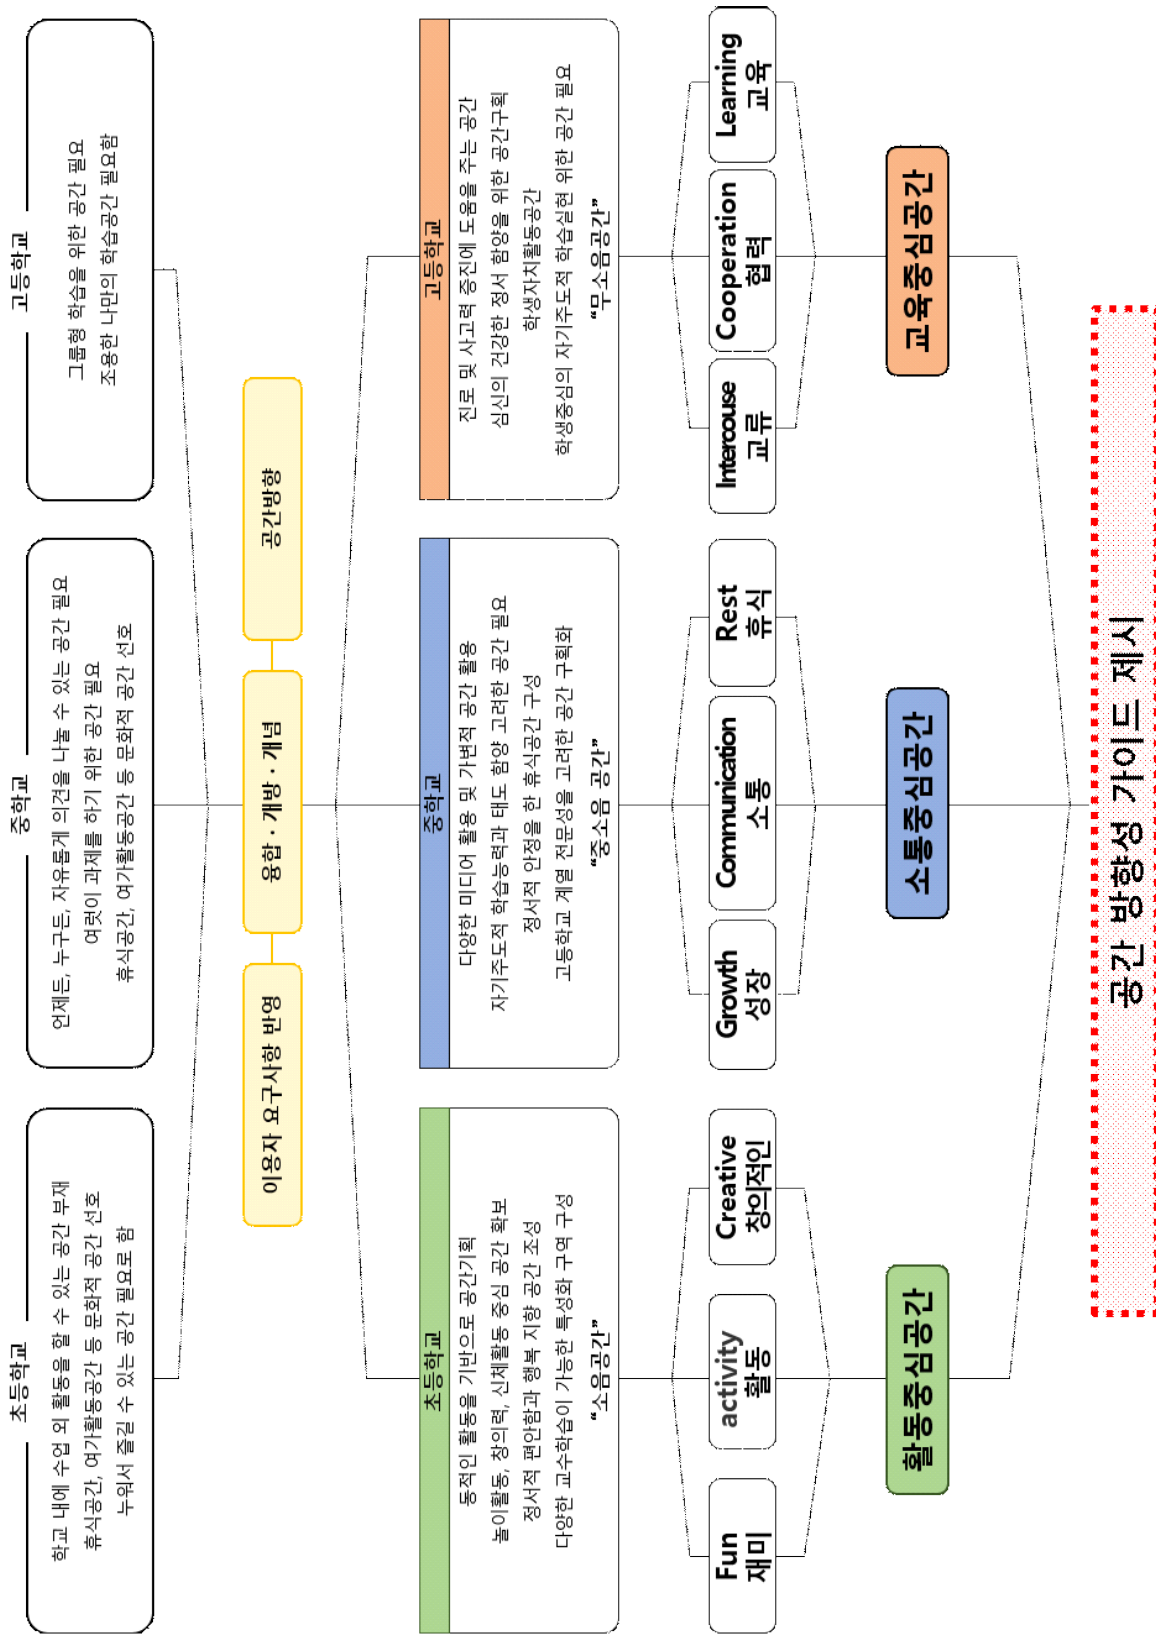 초등학교
학교 내에 수업 외 활동을 할 수 있는 공간 부재
휴식공간, 여가활동공간 등 문화적 공간 선호
누워서 즐길 수 있는 공간 필요로 함
중학교
언제든, 누구든, 자유롭게 의견을 나눌 수 있는 공간 필요
여럿이 과제를 하기 위한 공간 필요
휴식공간, 여가활동공간 등 문화적 공간 선호
고등학교
그룹형 학습을 위한 공간 필요
조용한 나만의 학습공간 필요함
이용자 요구사항 반영
융합·개방·개념
공간방향
초등학교
동적인 활동을 기반으로 공간기획
놀이활동, 창의력, 신체활동 중심 공간 확보
정서적 편안함과 행복 지향 공간 조성
다양한 교수학습이 가능한 특성화 구역 구성
“소음공간”
중학교
다양한 미디어 활용 및 가변적 공간 활용
자기주도적 학습능력과 태도 함양 고려한 공간 필요
정서적 안정을 한 휴식공간 구성
고등학교 계열 전문성을 고려한 공간 구획화
“중소음 공간”
고등학교
진로 및 사고력 증진에 도움을 주는 공간
심신의 건강한 정서 함양을 위한 공간구획
학생자치활동공간
학생중심의 자기주도적 학습실현 위한 공간 필요
“무소음공간”
Fun
재미
activity
활동
Creative
창의적인
Growth
성장
Communication
소통
Rest
휴식
Intercouse
교류
Cooperation
협력
Learning
교육
활동중심공간
소통중심공간
교육중심공간
공간 방향성 가이드 제시